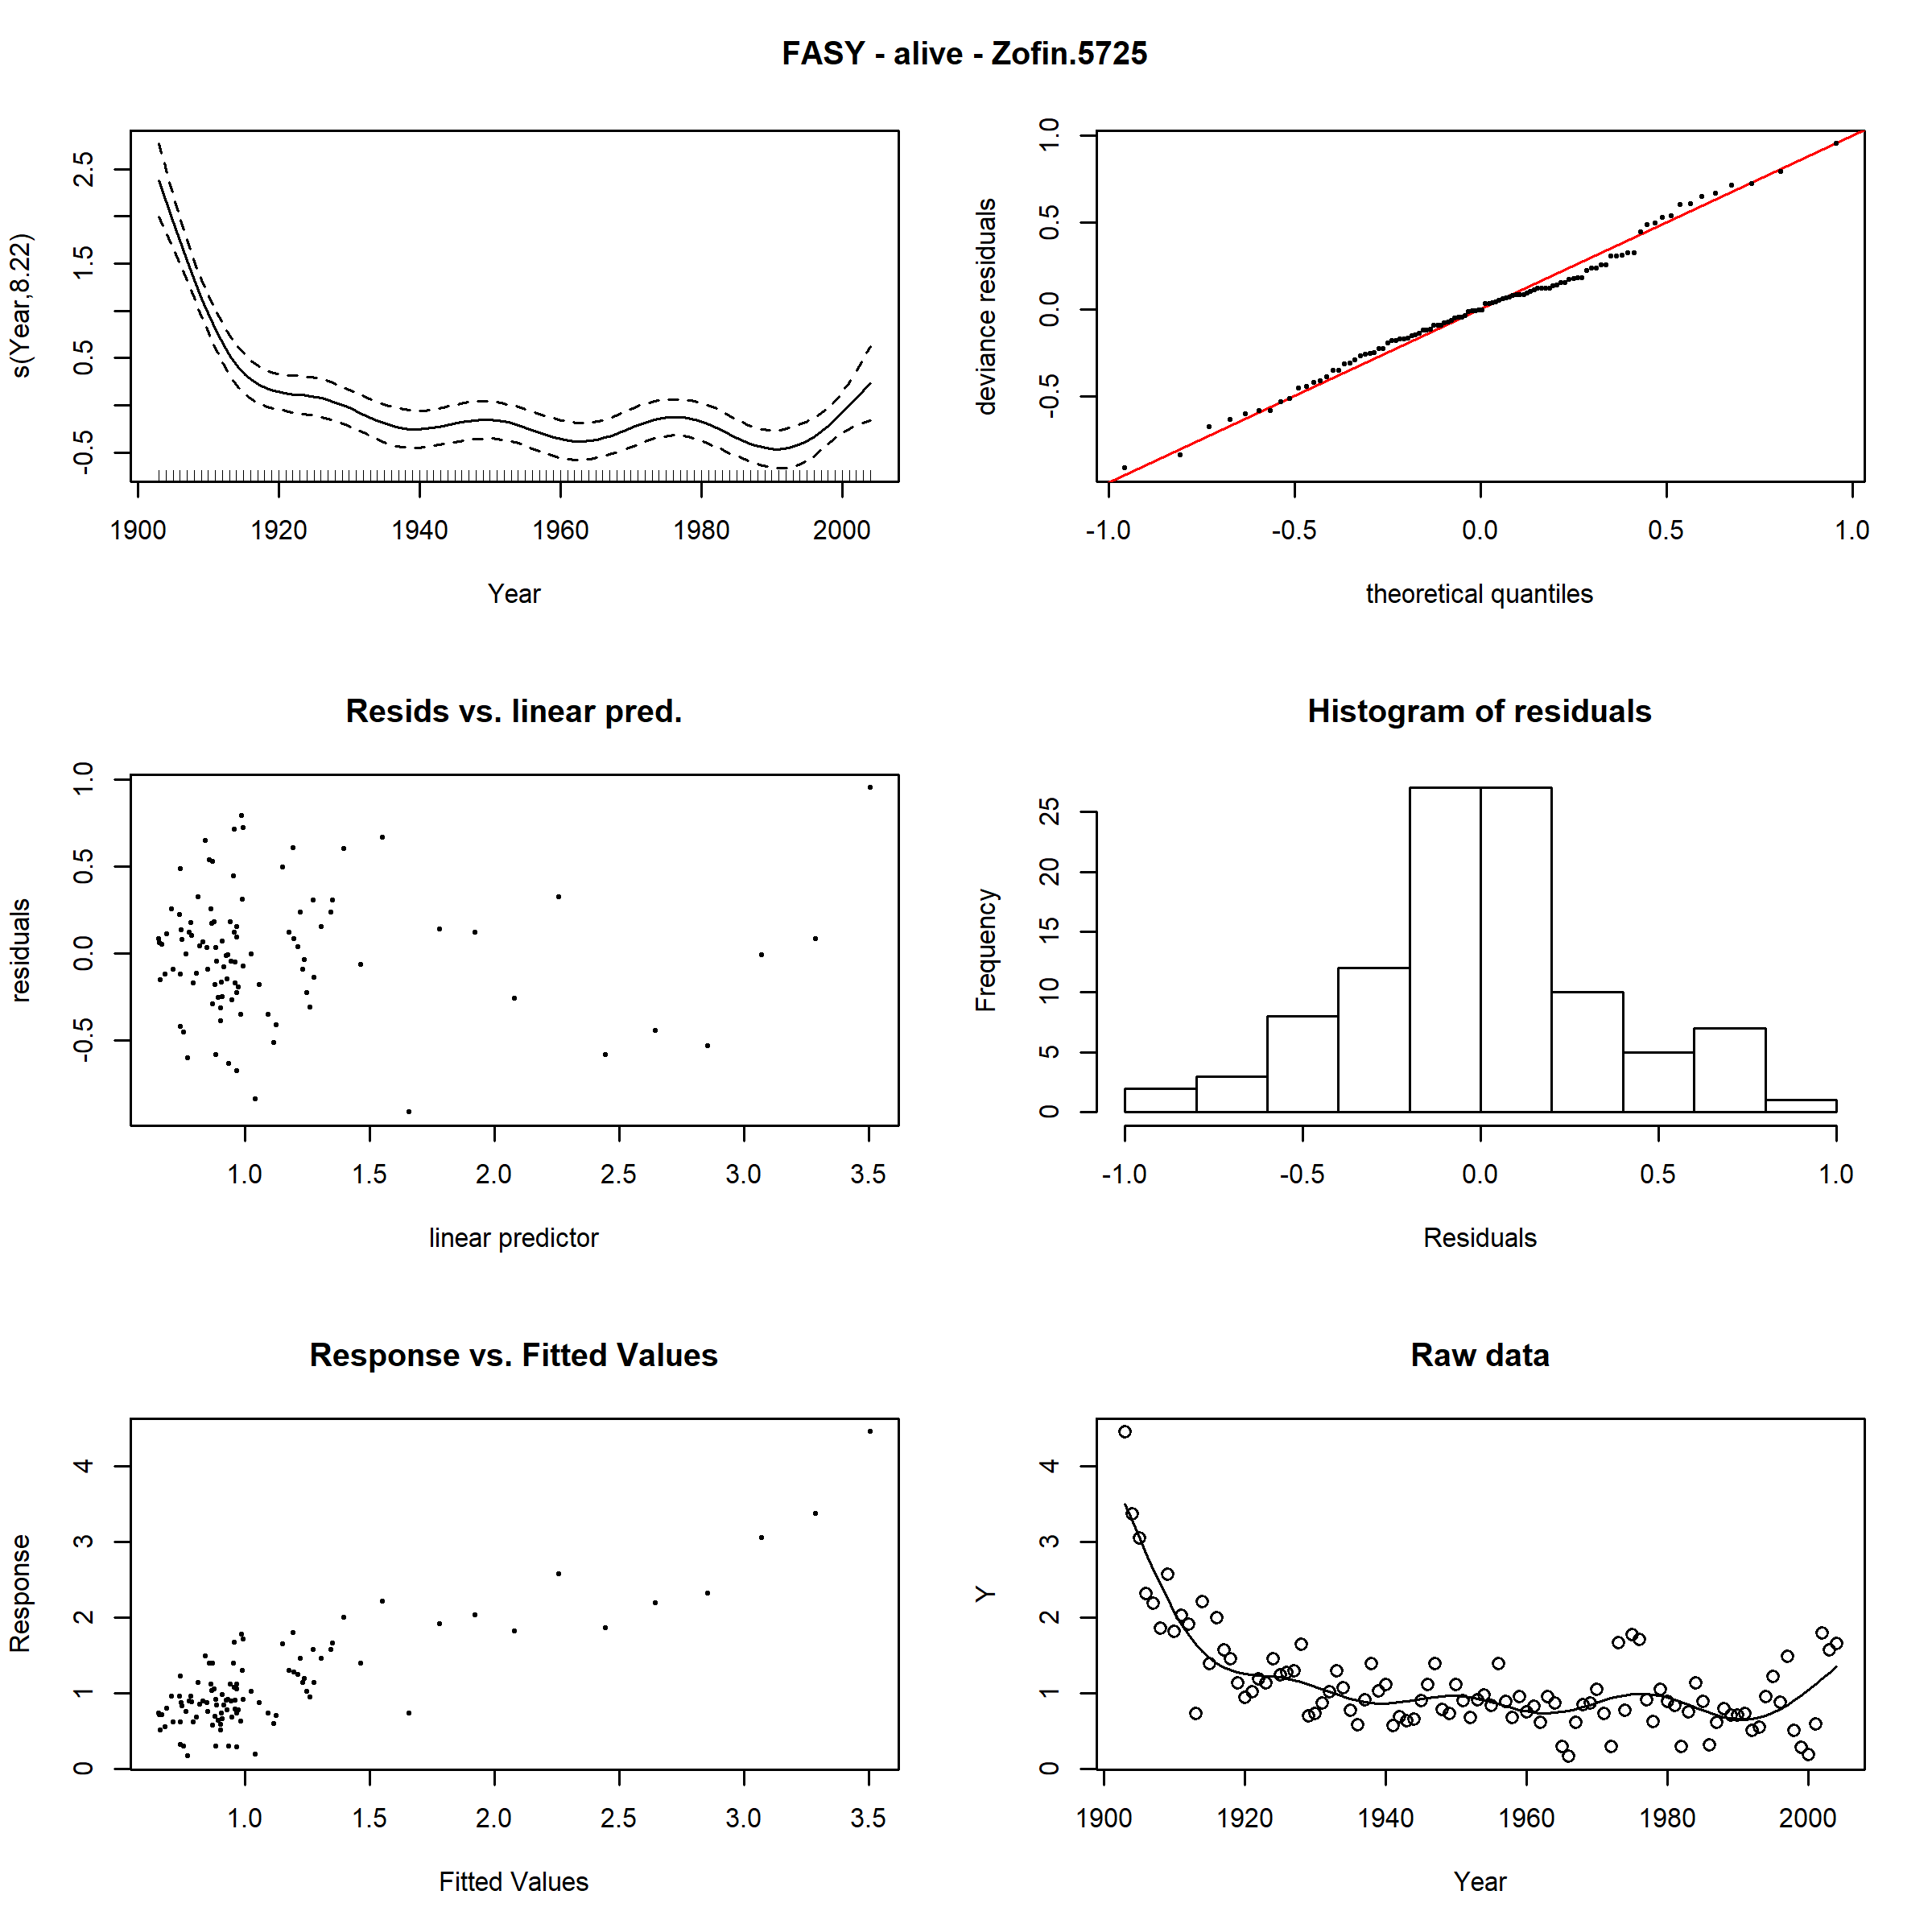 FASY - alive - Zofin.5725
s(Year,8.22)
2.5
1.5
0.5
-0.5
1900 1920 1940 1960 1980 2000
Year
deviance residuals
1.0
0.5
0.0
-0.5
-1.0 -0.5 0.0 0.5 1.0
theoretical quantiles
Resids vs. linear pred.
residuals
1.0
0.5
0.0
-0.5
1.0 1.5 2.0 2.5 3.0 3.5
linear predictor
Histogram of residuals
Frequency
25
20
15
10
5
0
-1.0 -0.5 0.0 0.5 1.0
Residuals
Response vs. Fitted Values
Response
4
3
2
1
0
1.0 1.5 2.0 2.5 3.0 3.5
Fitted Values
Raw data
Y
4
3
2
1
0
1900 1920 1940 1960 1980 2000
Year